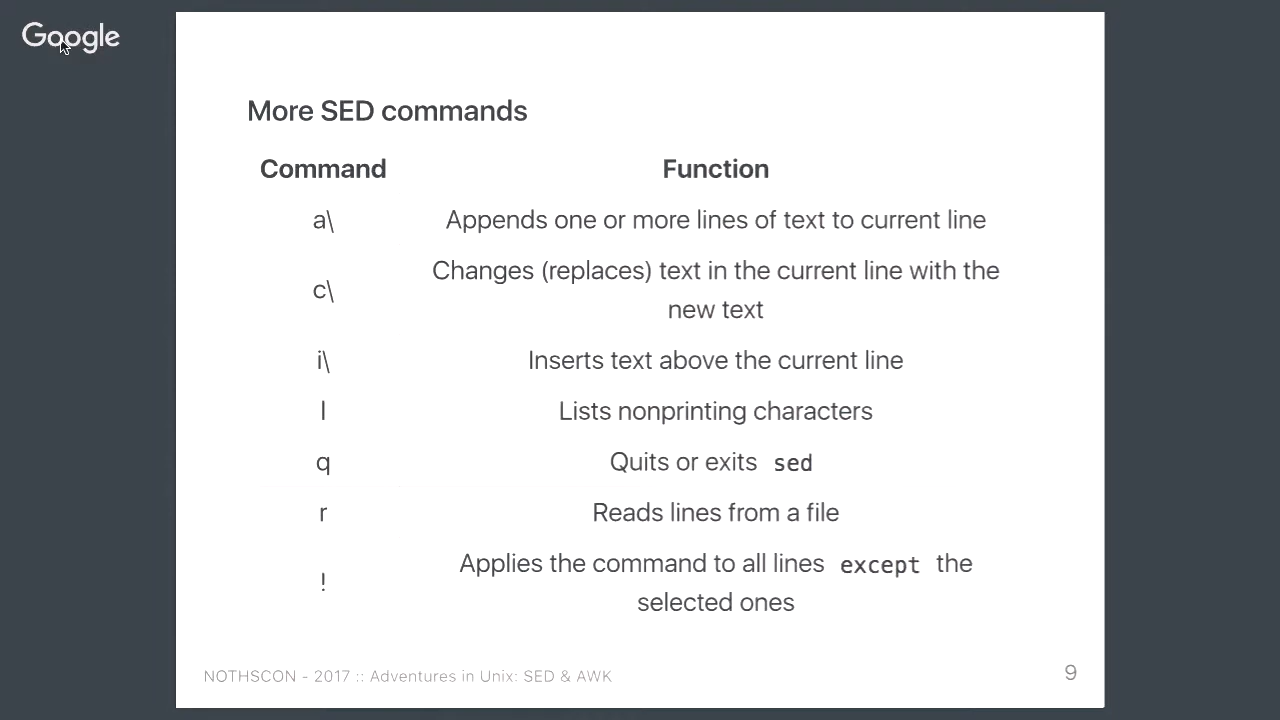 Google
More SED commands
Command Function
a\ Appends one or more lines of text to current line
c\ Changes (replaces) text in the current line with the
new text
i\ Inserts text above the current line
l Lists nonprinting characters
q Quits or exits sed
r Reads lines from a file
! Applies the command to all lines except the
selected ones
NOTHSCON - 2017 :: Adventures in Unix: SED & AWK 9